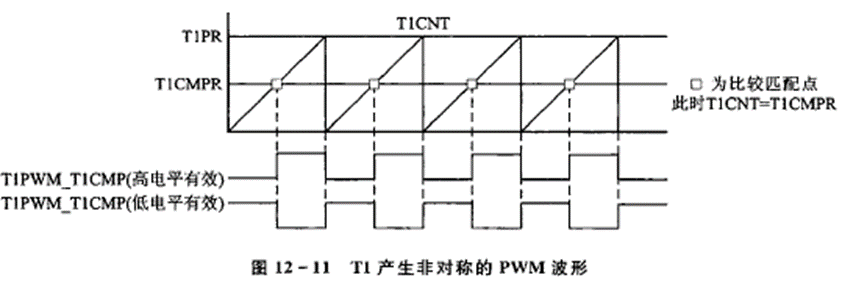 T1CNT
T1PR
T1CMPR
□ 为比较匹配点
此时T1CNT=T1CMPR
T1PWM_T1CMP(高电平有效)
T1PWM_T1CMP(低电平有效)
图 12-11 T1 产生非对称的 PWM 波形